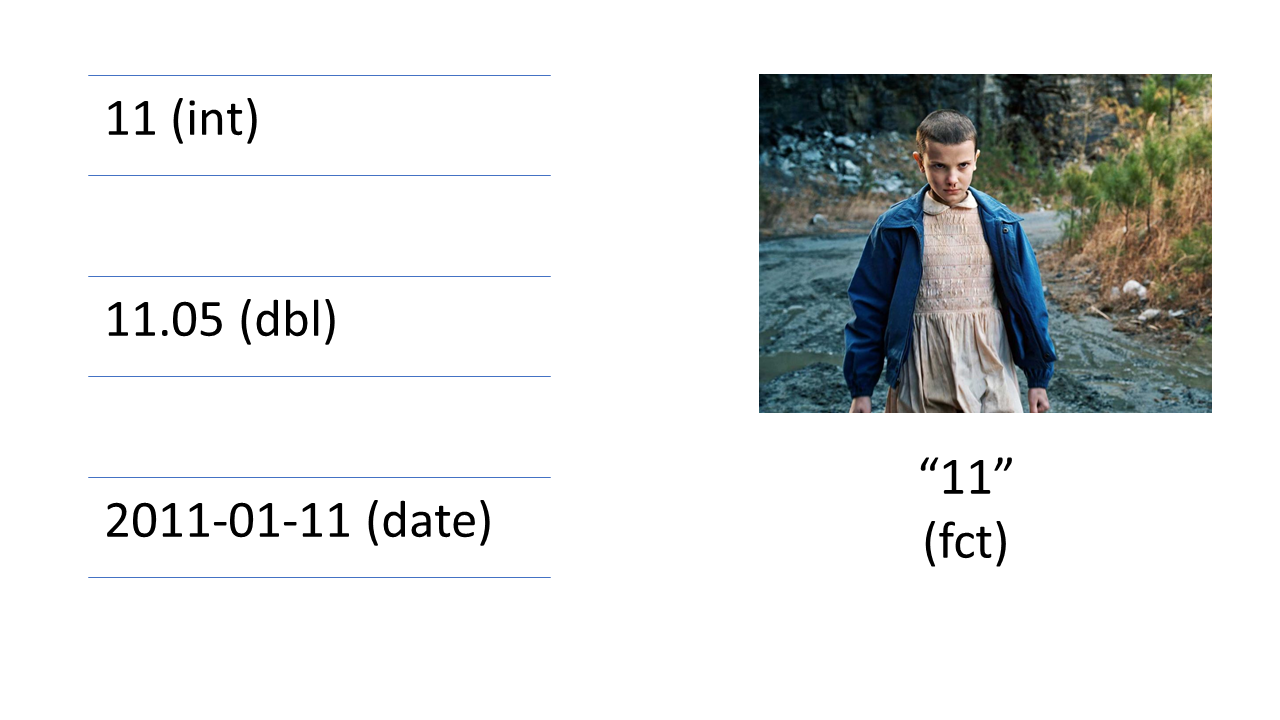 11 (int)
11.05 (dbl)
2011-01-11 (date)
“11”
(fct)